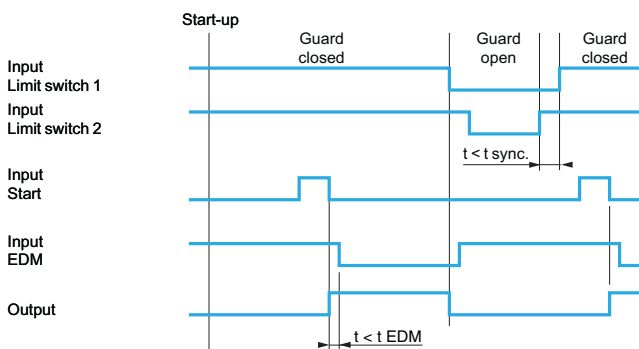 Start-up
Guard
closed
Guard
open
Guard
closed
Input
Limit switch 1
Input
Limit switch 2
t < t sync.
Input
Start
Input
EDM
Output
t < t EDM